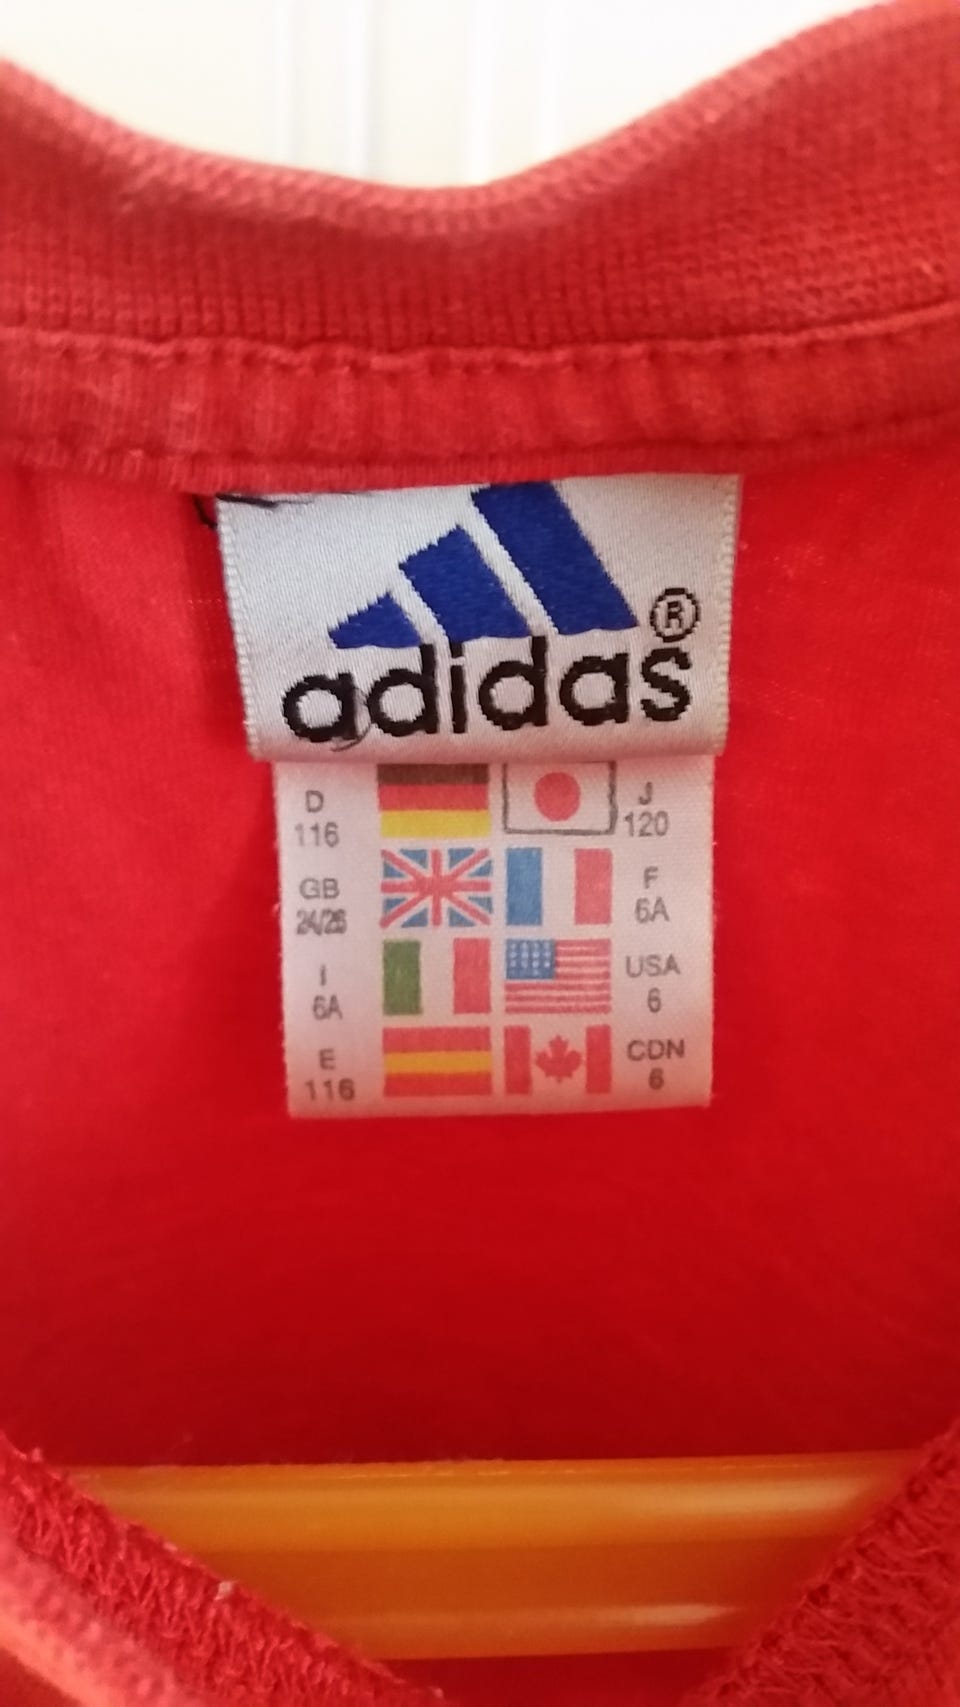 adidas®
D J
116 120
GB F
24/26 6A
I USA
6A 6
E CDN
116 6